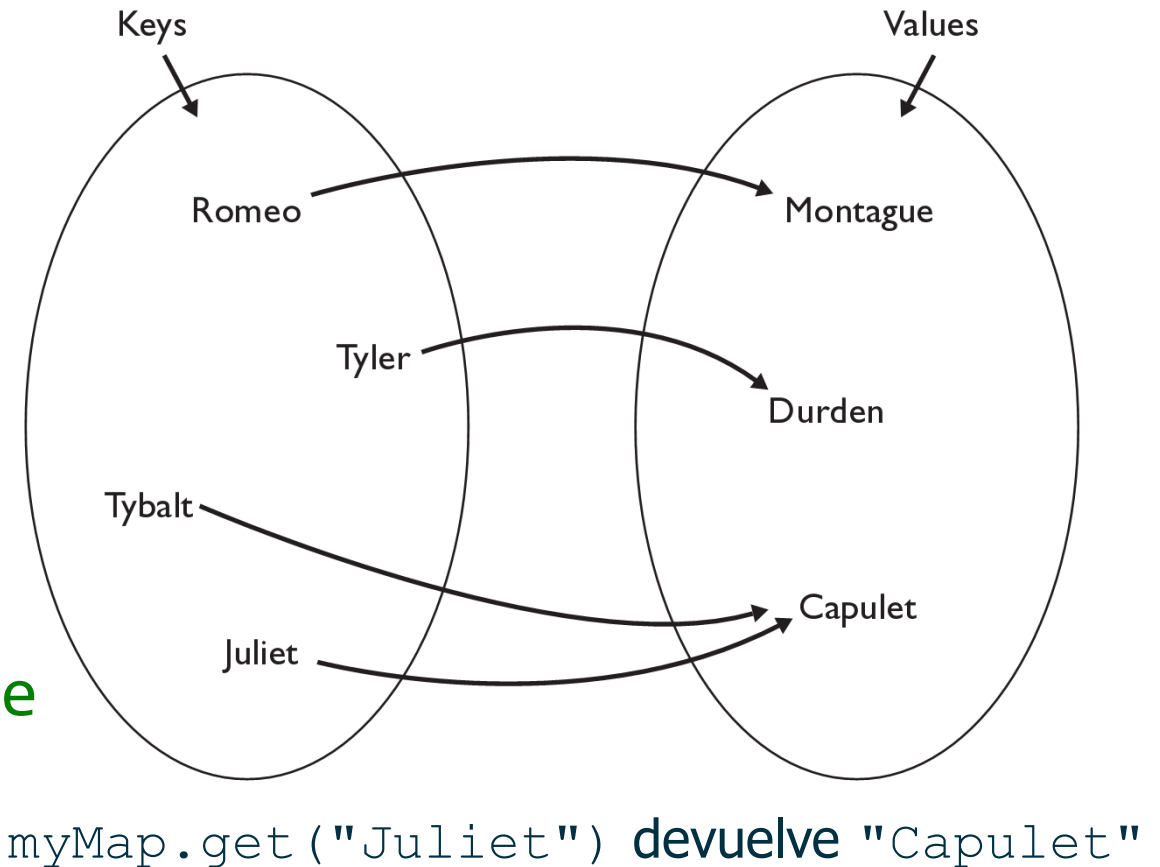 Keys
Values
Romeo
Montague
Tyler
Durden
Tybalt
Capulet
Juliet
e
myMap.get("Juliet") devuelve "Capulet"